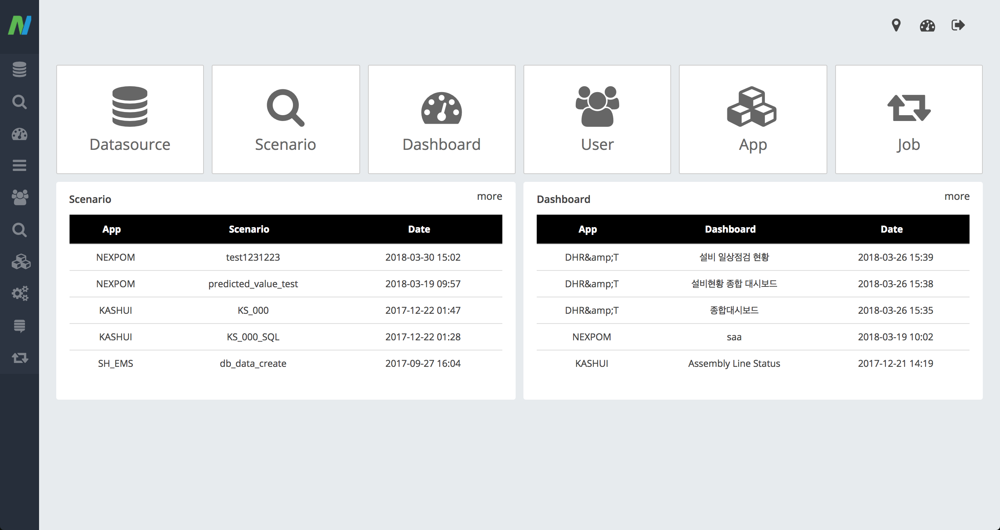 Datasource
Scenario
Dashboard
User
App
Job
Scenario
more
App Scenario Date
NEXPOM test1231223 2018-03-30 15:02
NEXPOM predicted_value_test 2018-03-19 09:57
KASHUI KS_000 2017-12-22 01:47
KASHUI KS_000_SQL 2017-12-22 01:28
SH_EMS db_data_create 2017-09-27 16:04
Dashboard
more
App Dashboard Date
DHR&amp;T 설비 일상점검 현황 2018-03-26 15:39
DHR&amp;T 설비현황 종합 대시보드 2018-03-26 15:38
DHR&amp;T 종합대시보드 2018-03-26 15:35
NEXPOM saa 2018-03-19 10:02
KASHUI Assembly Line Status 2017-12-21 14:19